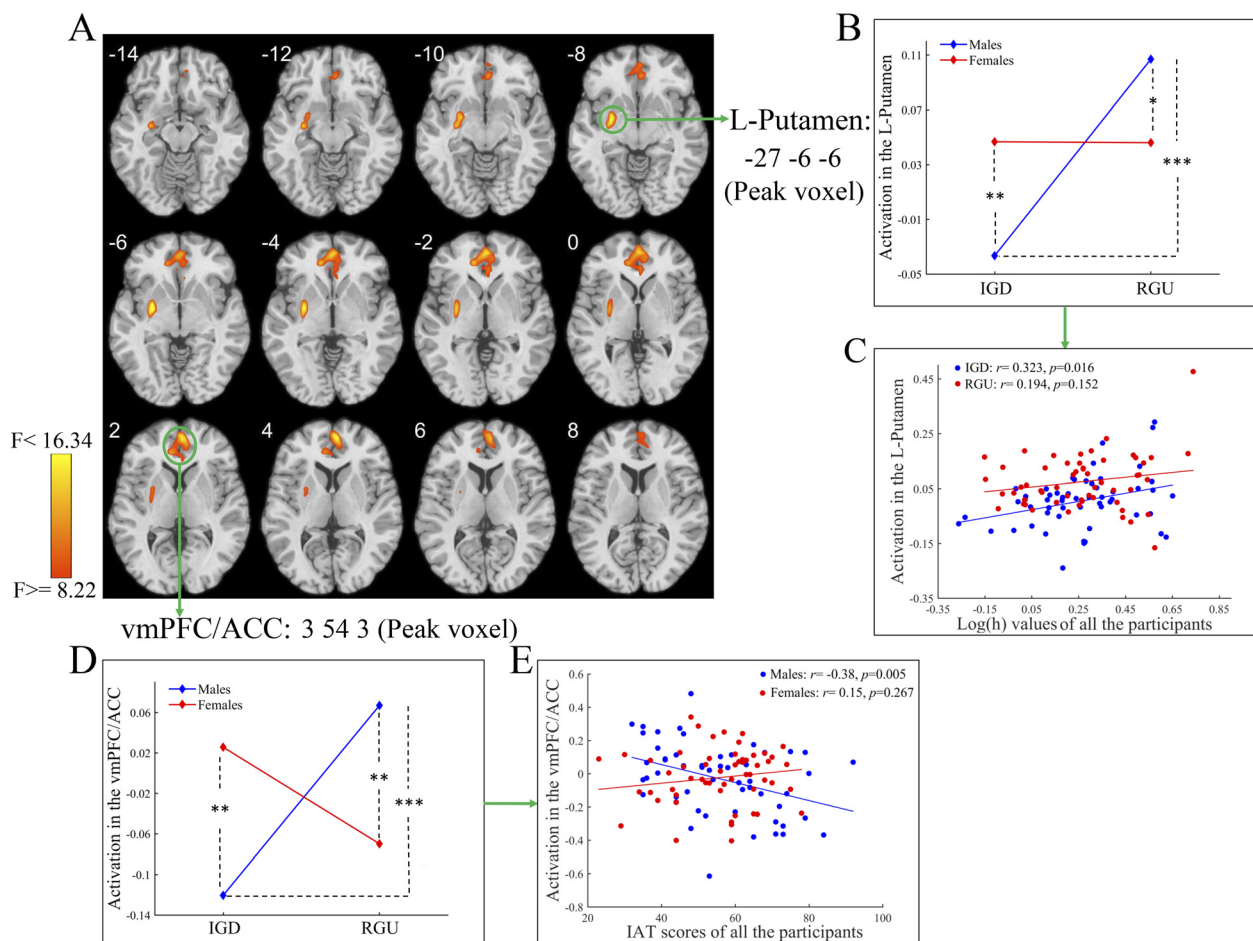 A
-14
-12
-10
-8
-6
-4
-2
0
2
4
6
8
F< 16.34
F>= 8.22
L-Putamen:
-27 -6 -6
(Peak voxel)
vmPFC/ACC: 3 54 3 (Peak voxel)
B
Males
Females
Activation in the L-Putamen
0.11
0.07
0.03
-0.01
-0.05
*
**
***
IGD
RGU
C
IGD: r= 0.323, p=0.016
RGU: r= 0.194, p=0.152
Activation in the L-Putamen
0.45
0.25
0.05
-0.15
-0.35
-0.35
-0.15
0.05
0.25
0.45
0.65
0.85
Log(h) values of all the participants
D
Males
Females
Activation in the vmPFC/ACC
0.06
0.02
-0.02
-0.06
-0.1
-0.14
**
**
***
IGD
RGU
E
Males: r= -0.38, p=0.005
Females: r= 0.15, p=0.267
Activation in the vmPFC/ACC
0.6
0.4
0.2
0
-0.2
-0.4
-0.6
-0.8
20
40
60
80
100
IAT scores of all the participants